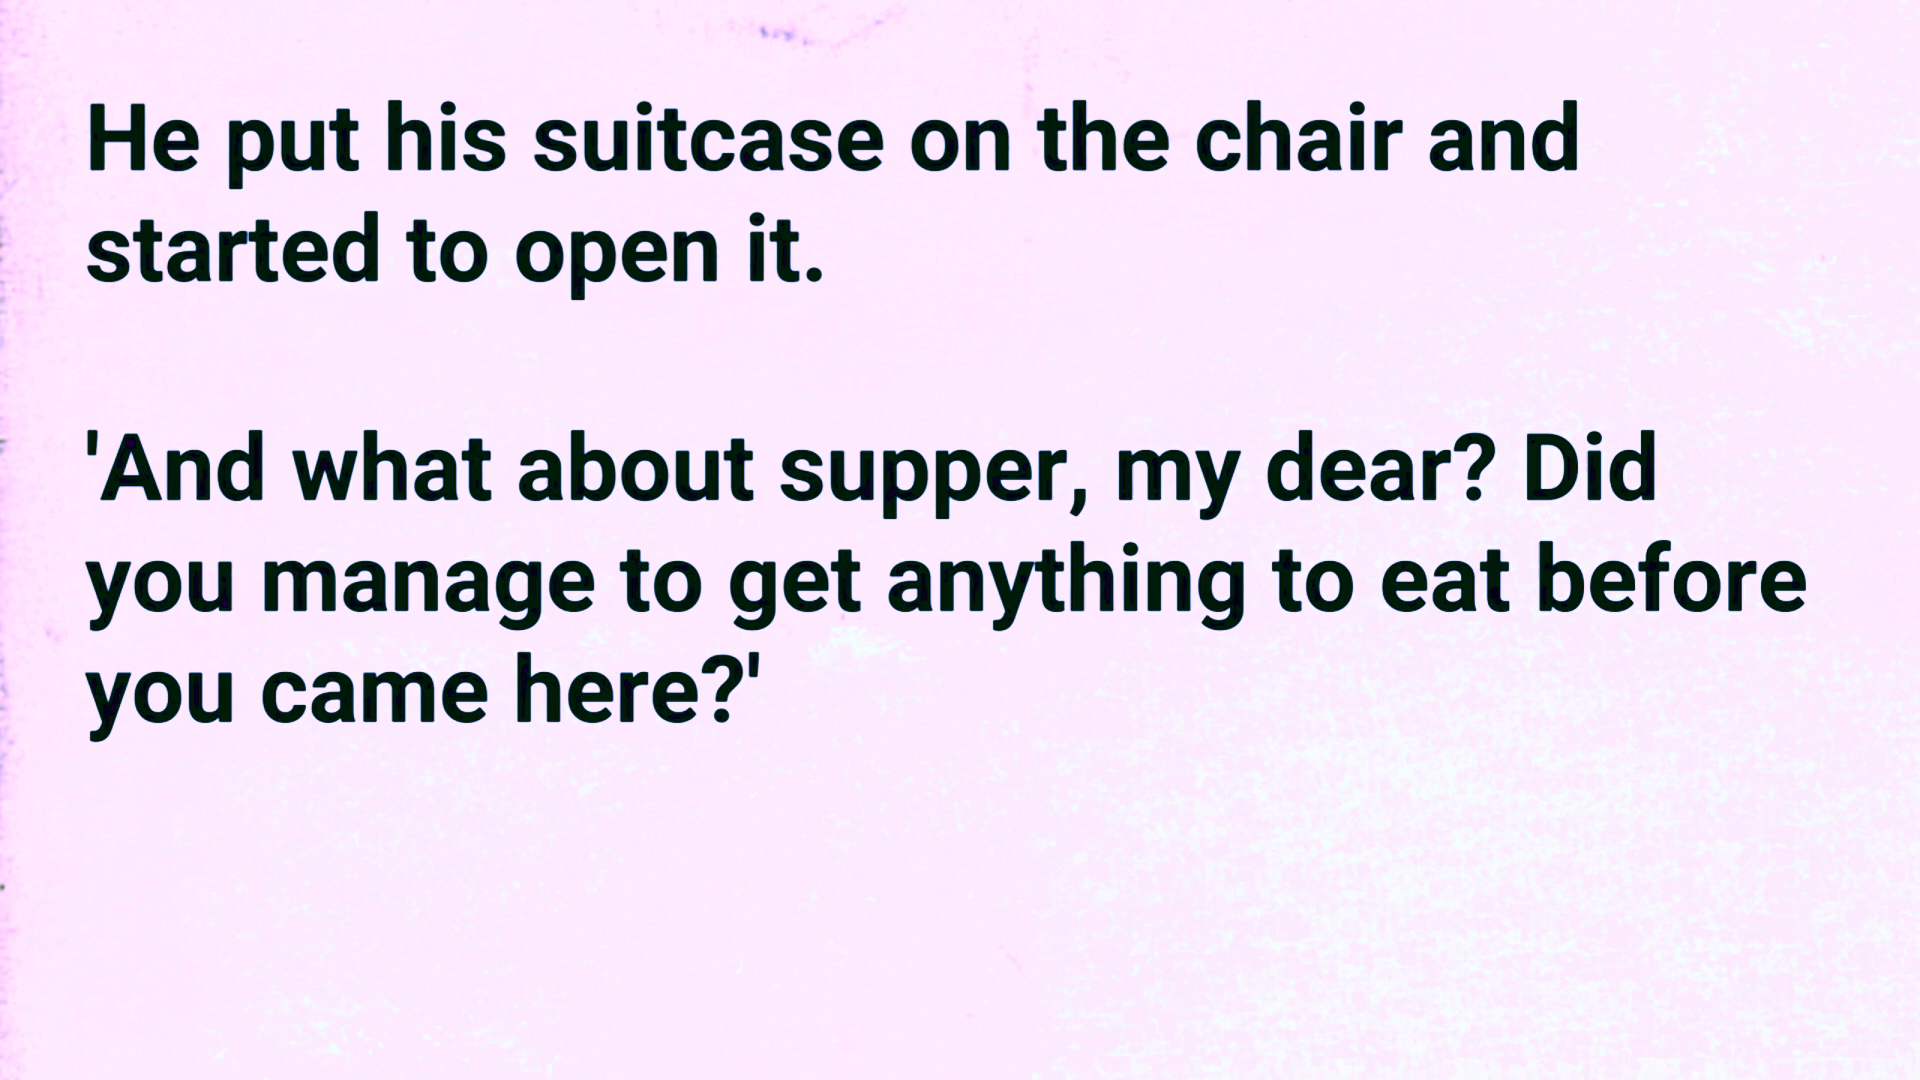 He put his suitcase on the chair and
started to open it.
'And what about supper, my dear? Did
you manage to get anything to eat before
you came here?'